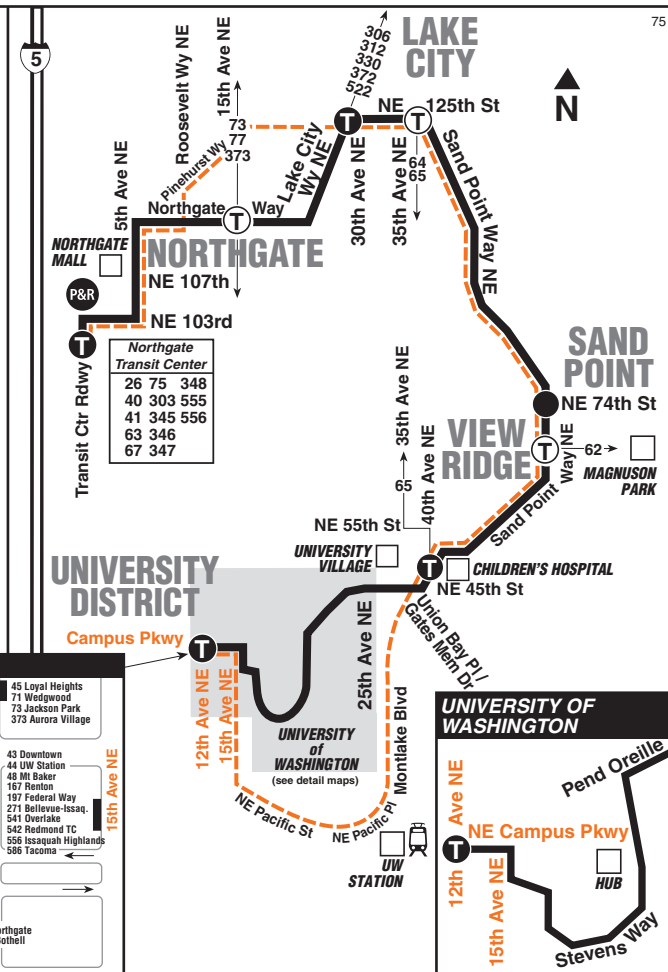 75
5
LAKE
CITY
N
306
312
330
372
522
Roosevelt Wy NE
15th Ave NE
5th Ave NE
Pinehurst Wy
73
77
373
NE
125th St
Lake City
Wy NE
30th Ave NE
35th Ave NE
64
65
Sand Point Way NE
Northgate
Way
NORTHGATE
NORTHGATE
MALL
P&R
NE 107th
NE 103rd
Transit Ctr Rdwy
Northgate
Transit Center
26 75 348
40 303 555
41 345 556
63 346
67 347
SAND
POINT
NE 74th St
VIEW
RIDGE
Way NE
62
MAGNUSON
PARK
Sand Point
35th Ave NE
40th Ave NE
65
NE 55th St
UNIVERSITY
VILLAGE
CHILDREN'S HOSPITAL
NE 45th St
Union Bay Pl /
Gates Mem Dr
UNIVERSITY
DISTRICT
Campus Pkwy
12th Ave NE
15th Ave NE
25th Ave NE
Montlake Blvd
UNIVERSITY
of
WASHINGTON
(see detail maps)
NE Pacific St
NE Pacific Pl
UW
STATION
45 Loyal Heights
71 Wedgwood
73 Jackson Park
373 Aurora Village
43 Downtown
44 UW Station
48 Mt Baker
167 Renton
197 Federal Way
271 Bellevue-Issaq.
541 Overlake
542 Redmond TC
556 Issaquah Highlands
586 Tacoma
15th Ave NE
UNIVERSITY OF
WASHINGTON
Pend Oreille
12th Ave NE
NE Campus Pkwy
15th Ave NE
HUB
Stevens Way
T
T
T
T
T
T
T
T